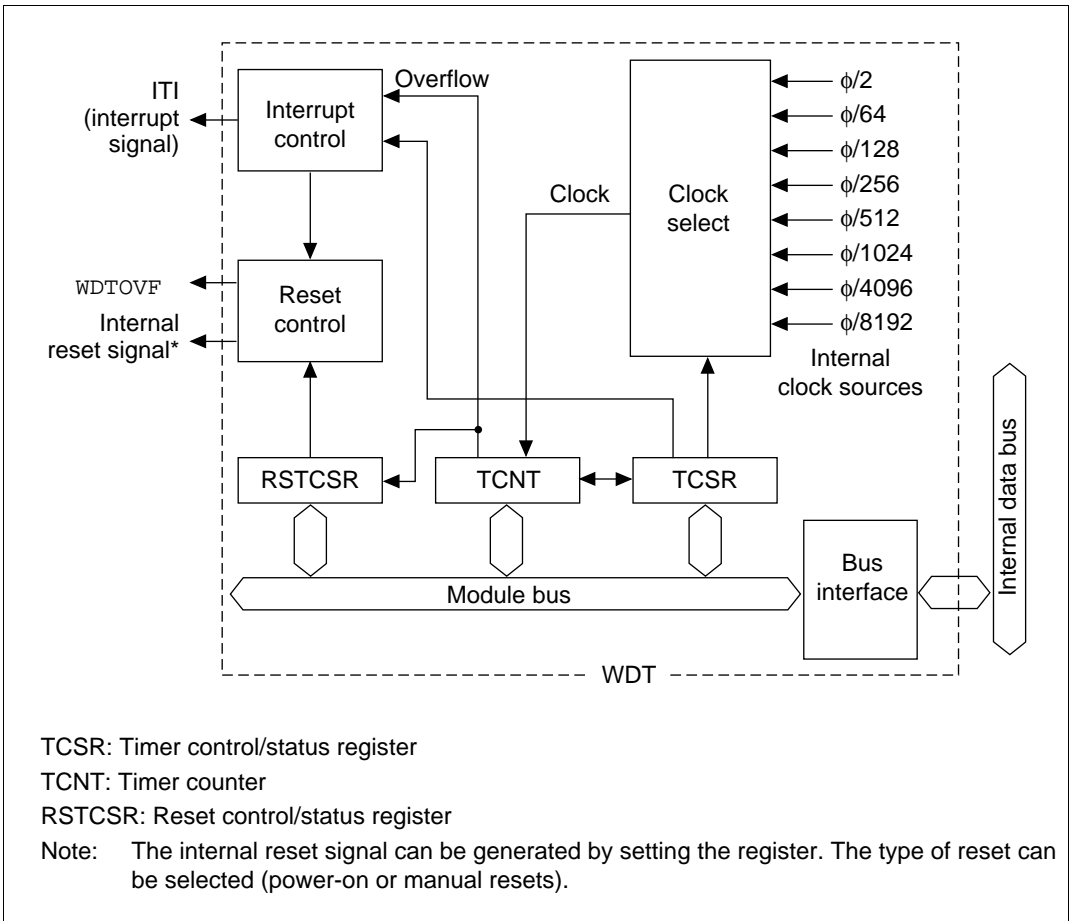 ITI
(interrupt
signal)
Interrupt
control
Overflow
Clock
Clock
select
ϕ/2
ϕ/64
ϕ/128
ϕ/256
ϕ/512
ϕ/1024
ϕ/4096
ϕ/8192
Internal
clock sources
WDTOVF
Internal
reset signal*
Reset
control
RSTCSR
TCNT
TCSR
Module bus
Bus
interface
Internal data bus
WDT
TCSR: Timer control/status register
TCNT: Timer counter
RSTCSR: Reset control/status register
Note: The internal reset signal can be generated by setting the register. The type of reset can
be selected (power-on or manual resets).